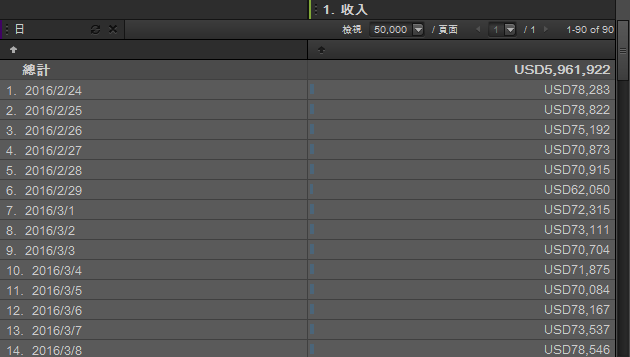 1. 收入
日 檢視 50,000 / 頁面 1 / 1 1-90 of 90
總計 USD5,961,922
1. 2016/2/24 USD78,283
2. 2016/2/25 USD78,822
3. 2016/2/26 USD75,192
4. 2016/2/27 USD70,873
5. 2016/2/28 USD70,915
6. 2016/2/29 USD62,050
7. 2016/3/1 USD72,315
8. 2016/3/2 USD73,111
9. 2016/3/3 USD70,704
10. 2016/3/4 USD71,875
11. 2016/3/5 USD70,084
12. 2016/3/6 USD78,167
13. 2016/3/7 USD73,537
14. 2016/3/8 USD78,546